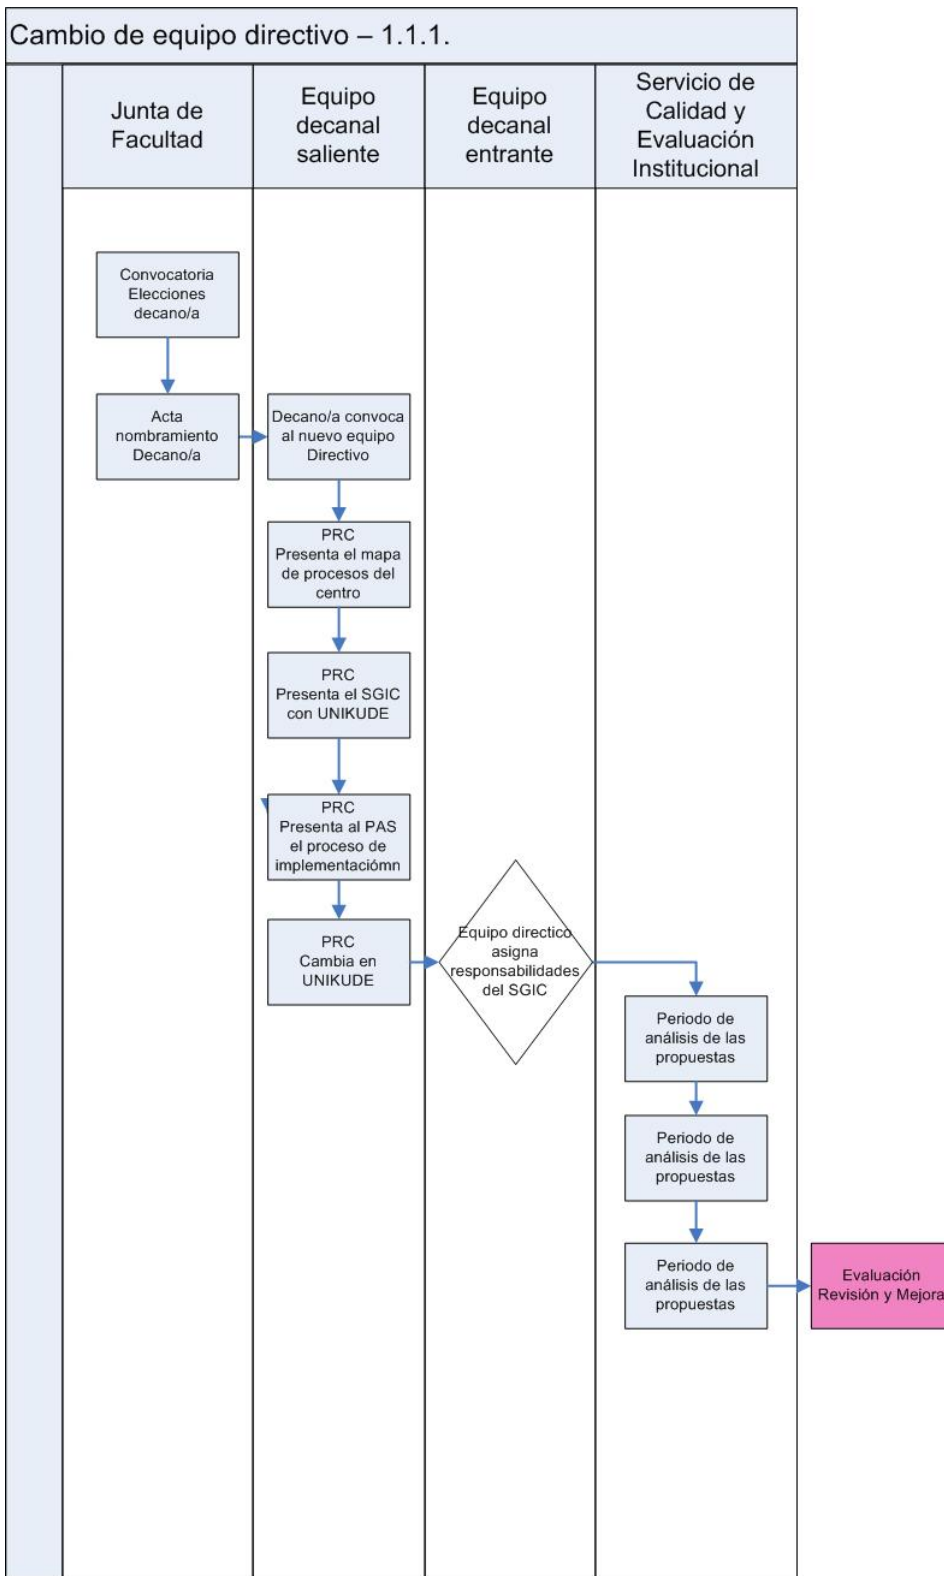 Cambio de equipo directivo – 1.1.1.
Junta de
Facultad
Equipo
decanal
saliente
Equipo
decanal
entrante
Servicio de
Calidad y
Evaluación
Institucional
Convocatoria
Elecciones
decano/a
Acta
nombramiento
Decano/a
Decano/a convoca
al nuevo equipo
Directivo
PRC
Presenta el mapa
de procesos del
centro
PRC
Presenta el SGIC
con UNIKUDE
PRC
Presenta al PAS
el proceso de
implementaciómn
PRC
Cambia en
UNIKUDE
Equipo directico
asigna
responsabilidades
del SGIC
Periodo de
análisis de las
propuestas
Periodo de
análisis de las
propuestas
Periodo de
análisis de las
propuestas
Evaluación
Revisión y Mejora